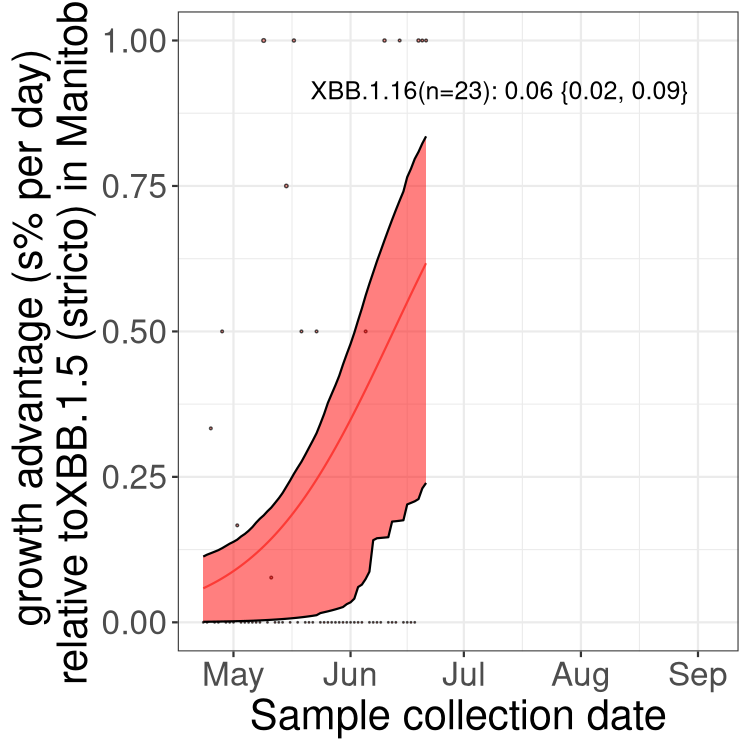 growth advantage (s% per day)
relative toXBB.1.5 (stricto) in Manitob
1.00
0.75
0.50
0.25
0.00
XBB.1.16(n=23): 0.06 {0.02, 0.09}
May Jun Jul Aug Sep
Sample collection date